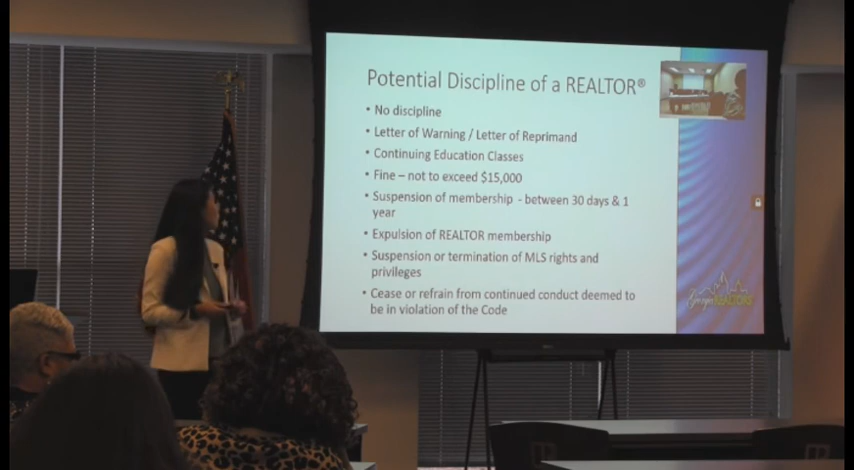 Potential Discipline of a REALTOR®
• No discipline
• Letter of Warning / Letter of Reprimand
• Continuing Education Classes
• Fine – not to exceed $15,000
• Suspension of membership - between 30 days & 1
year
• Expulsion of REALTOR membership
• Suspension or termination of MLS rights and
privileges
• Cease or refrain from continued conduct deemed to
be in violation of the Code
Georgia REALTORS